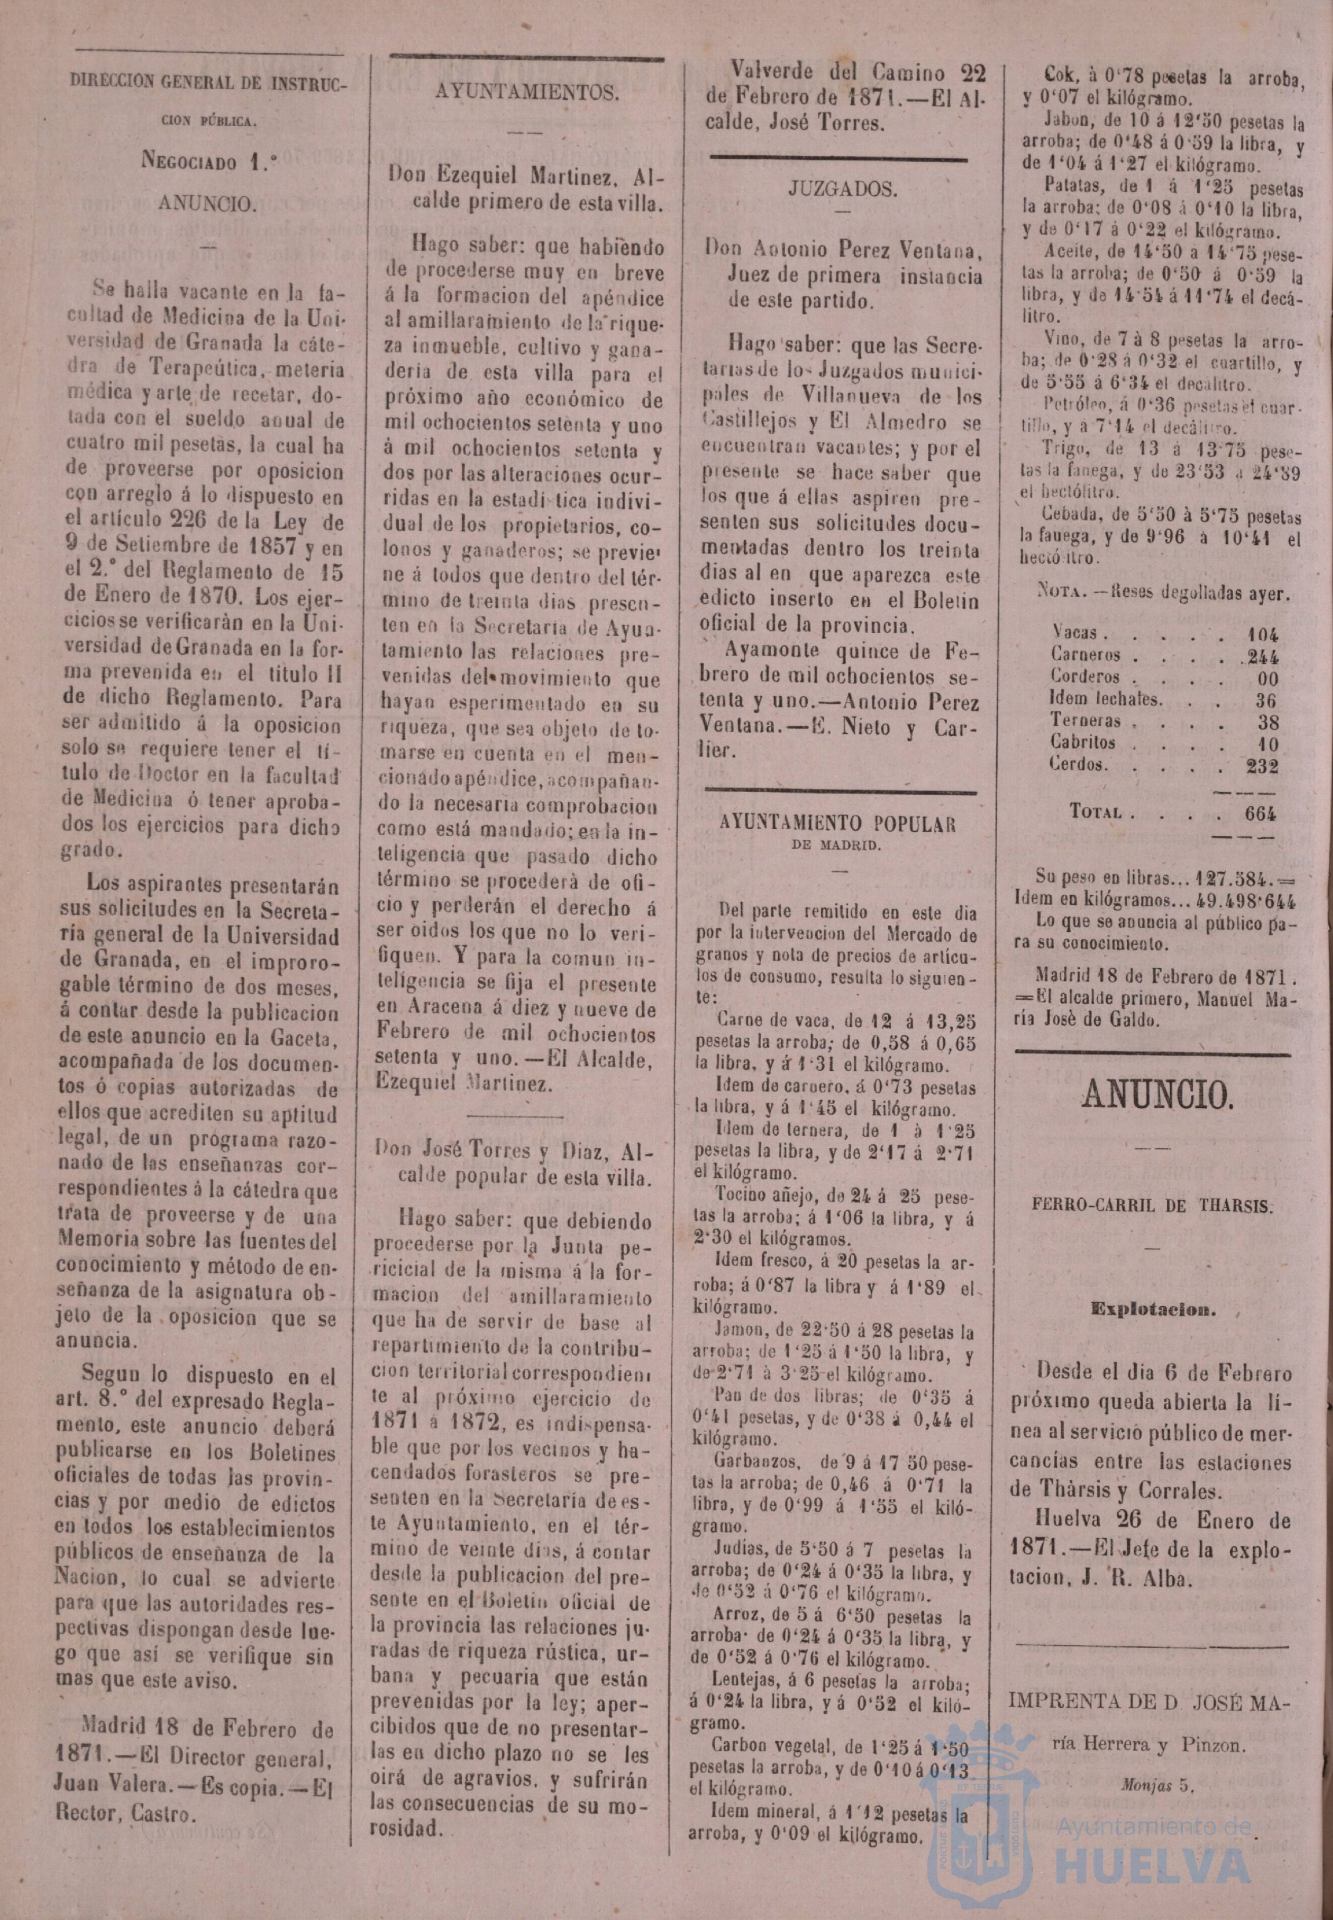 DIRECCION GENERAL DE INSTRUC-
CION PÚBLICA.
NEGOCIADO 1.º
ANUNCIO.
Se halla vacante en la fa-
cultad de Medicina de la Uni-
versidad de Granada la cáte-
dra de Terapeútica, meteria
médica y arte de recetar, do-
tada con el sueldo anual de
cuatro mil pesetas, la cual ha
de proveerse por oposicion
con arreglo á lo dispuesto en
el artículo 226 de la Ley de
9 de Setiembre de 1857 y en
el 2.º del Reglamento de 15
de Enero de 1870. Los ejer-
cicios se verificarán en la Uni-
versidad de Granada en la for-
ma prevenida en el título II
de dicho Reglamento. Para
ser admitido á la oposicion
solo se requiere tener el tí-
tulo de Doctor en la facultad
de Medicina ó tener aproba-
dos los ejercicios para dicho
grado.
Los aspirantes presentarán
sus solicitudes en la Secreta-
ría general de la Universidad
de Granada, en el improro-
gable término de dos meses,
á contar desde la publicacion
de este anuncio en la Gaceta,
acompañada de los documen-
tos ó copias autorizadas de
ellos que acrediten su aptitud
legal, de un programa razo-
nado de las enseñanzas cor-
respondientes á la cátedra que
trata de proveerse y de una
Memoria sobre las fuentes del
conocimiento y método de en-
señanza de la asignatura ob-
jeto de la oposicion que se
anuncia.
Segun lo dispuesto en el
art. 8.º del expresado Regla-
mento, este anuncio deberá
publicarse en los Boletines
oficiales de todas las provin-
cias y por medio de edictos
en todos los establecimientos
públicos de enseñanza de la
Nacion, lo cual se advierte
para que las autoridades res-
pectivas dispongan desde lue-
go que así se verifique sin
mas que este aviso.
Madrid 18 de Febrero de
1871.—El Director general,
Juan Valera.—Es copia.—El
Rector, Castro.
AYUNTAMIENTOS.
Don Ezequiel Martinez, Al-
calde primero de esta villa.
Hago saber: que habiendo
de procederse muy en breve
á la formacion del apéndice
al amillaramiento de la rique-
za inmueble, cultivo y gana-
deria de esta villa para el
próximo año económico de
mil ochocientos setenta y uno
á mil ochocientos setenta y
dos por las alteraciones ocur-
ridas en la estadística indivi-
dual de los propietarios, co-
lonos y ganaderos; se previe-
ne á todos que dentro del tér-
mino de treinta dias presen-
ten en la Secretaría de Ayun-
tamiento las relaciones pre-
venidas del movimiento que
hayan esperimentado en su
riqueza, que sea objeto de to-
marse en cuenta en el men-
cionado apéndice, acompañan-
do la necesaria comprobacion
como está mandado; en la in-
teligencia que pasado dicho
término se procederá de ofi-
cio y perderán el derecho á
ser oidos los que no lo veri-
fiquen. Y para la comun in-
teligencia se fija el presente
en Aracena á diez y nueve de
Febrero de mil ochocientos
setenta y uno.—El Alcalde,
Ezequiel Martinez.
Don José Torres y Diaz, Al-
calde popular de esta villa.
Hago saber: que debiendo
procederse por la Junta pe-
ricicial de la misma á la for-
macion del amillaramiento
que ha de servir de base al
repartimiento de la contribu-
cion territorial correspondien
te al próximo ejercicio de
1871 á 1872, es indispensa-
ble que por los vecinos y ha-
cendados forasteros se pre-
senten en la Secretaría de es-
te Ayuntamiento, en el tér-
mino de veinte dias, á contar
desde la publicacion del pre-
sente en el Boletin oficial de
la provincia las relaciones ju-
radas de riqueza rústica, ur-
bana y pecuaria que están
prevenidas por la ley; aper-
cibidos que de no presentar-
las en dicho plazo no se les
oirá de agravios, y sufrirán
las consecuencias de su mo-
rosidad.
Valverde del Camino 22
de Febrero de 1871.—El Al-
calde, José Torres.
JUZGADOS.
Don Antonio Perez Ventana,
Juez de primera instancia
de este partido.
Hago saber: que las Secre-
tarias de los Juzgados munici-
pales de Villanueva de los
Castillejos y El Almedro se
encuentran vacantes; y por el
presente se hace saber que
los que á ellas aspiren pre-
senten sus solicitudes docu-
mentadas dentro los treinta
dias al en que aparezca este
edicto inserto en el Boletin
oficial de la provincia.
Ayamonte quince de Fe-
brero de mil ochocientos se-
tenta y uno.—Antonio Perez
Ventana.—E. Nieto y Car-
lier.
AYUNTAMIENTO POPULAR
DE MADRID.
Del parte remitido en este dia
por la intervencion del Mercado de
granos y nota de precios de artícu-
los de consumo, resulta lo siguien-
te:
Carne de vaca, de 12 á 13,25
pesetas la arroba; de 0,58 á 0,65
la libra, y á 1'31 el kilógramo.
Idem de carnero, á 0'73 pesetas
la libra, y á 1'45 el kilógramo.
Idem de ternera, de 1 á 1'25
pesetas la libra, y de 2'17 á 2'71
el kilógramo.
Tocino añejo, de 24 á 25 pese-
tas la arroba; á 1'06 la libra, y á
2'30 el kilógramos.
Idem fresco, á 20 pesetas la ar-
roba; á 0'87 la libra y á 1'89 el
kilógramo.
Jamon, de 22'50 á 28 pesetas la
arroba; de 1'25 á 1'50 la libra, y
de 2'71 á 3'25 el kilógramo.
Pan de dos libras; de 0'35 á
0'41 pesetas, y de 0'38 á 0,44 el
kilógramo.
Garbanzos, de 9 á 17 50 pese-
tas la arroba; de 0,46 á 0'71 la
libra, y de 0'99 á 1'55 el kiló-
gramo.
Judias, de 5'50 á 7 pesetas la
arroba; de 0'24 á 0'35 la libra, y
de 0'52 á 0'76 el kilógramo.
Arroz, de 5 á 6'50 pesetas la
arroba; de 0'24 á 0'35 la libra, y
de 0'52 á 0'76 el kilógramo.
Lentejas, á 6 pesetas la arroba;
á 0'24 la libra, y á 0'52 el kiló-
gramo.
Carbon vegetal, de 1'25 á 1'50
pesetas la arroba, y de 0'10 á 0'13
el kilógramo.
Idem mineral, á 1'12 pesetas la
arroba, y 0'09 el kilógramo.
Cok, á 0'78 pesetas la arroba,
y 0'07 el kilógramo.
Jabon, de 10 á 12'50 pesetas la
arroba; de 0'48 á 0'59 la libra, y
de 1'04 á 1'27 el kilógramo.
Patatas, de 1 á 1'25 pesetas
la arroba; de 0'08 á 0'10 la libra,
y de 0'17 á 0'22 el kilógramo.
Aceite, de 14'50 á 14'75 pese-
tas la arroba; de 0'50 á 0'59 la
libra, y de 14'54 á 11'74 el decá-
litro.
Vino, de 7 á 8 pesetas la arro-
ba; de 0'28 á 0'32 el cuartillo, y
de 5'55 á 6'34 el decálitro.
Petróleo, á 0'36 pesetas el cuar-
tillo, y á 7'14 el decálitro.
Trigo, de 13 á 13'75 pese-
tas la fanega, y de 23'53 á 24'89
el hectólitro.
Cebada, de 5'50 á 5'75 pesetas
la fanega, y de 9'96 á 10'41 el
hectólitro.
NOTA.—Reses degolladas ayer.
Vacas . . . . . 104
Carneros . . . . 244
Corderos . . . . 00
Idem lechales. . . 36
Terneras . . . . 38
Cabritos . . . . 10
Cerdos. . . . . 232
TOTAL . . . . 664
Su peso en libras... 127.584.=
Idem en kilógramos... 49.498'644
Lo que se anuncia al público pa-
ra su conocimiento.
Madrid 18 de Febrero de 1871.
=El alcalde primero, Manuel Ma-
ría Josè de Galdo.
ANUNCIO.
FERRO-CARRIL DE THARSIS.
Explotacion.
Desde el dia 6 de Febrero
próximo queda abierta la lí-
nea al servicio público de mer-
cancías entre las estaciones
de Thàrsis y Corrales.
Huelva 26 de Enero de
1871.—El Jefe de la explo-
tacion, J. R. Alba.
IMPRENTA DE D JOSÉ MA-
ría Herrera y Pinzon.
Monjas 5.
Ayuntamiento de
HUELVA